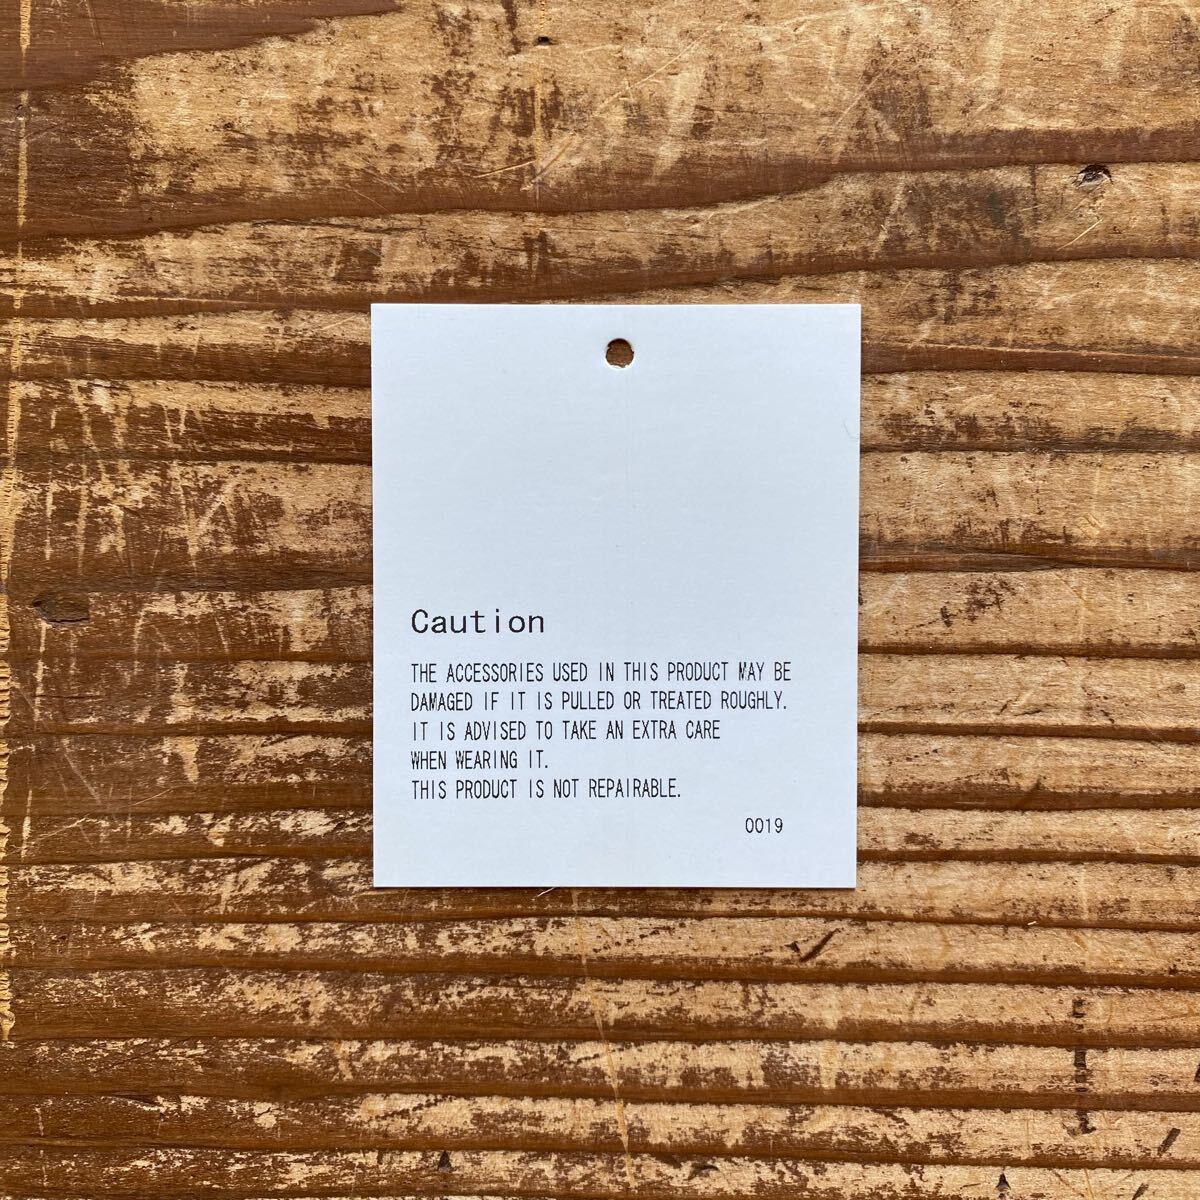 Caution
THE ACCESSORIES USED IN THIS PRODUCT MAY BE
DAMAGED IF IT IS PULLED OR TREATED ROUGHLY.
IT IS ADVISED TO TAKE AN EXTRA CARE
WHEN WEARING IT.
THIS PRODUCT IS NOT REPAIRABLE.
0019